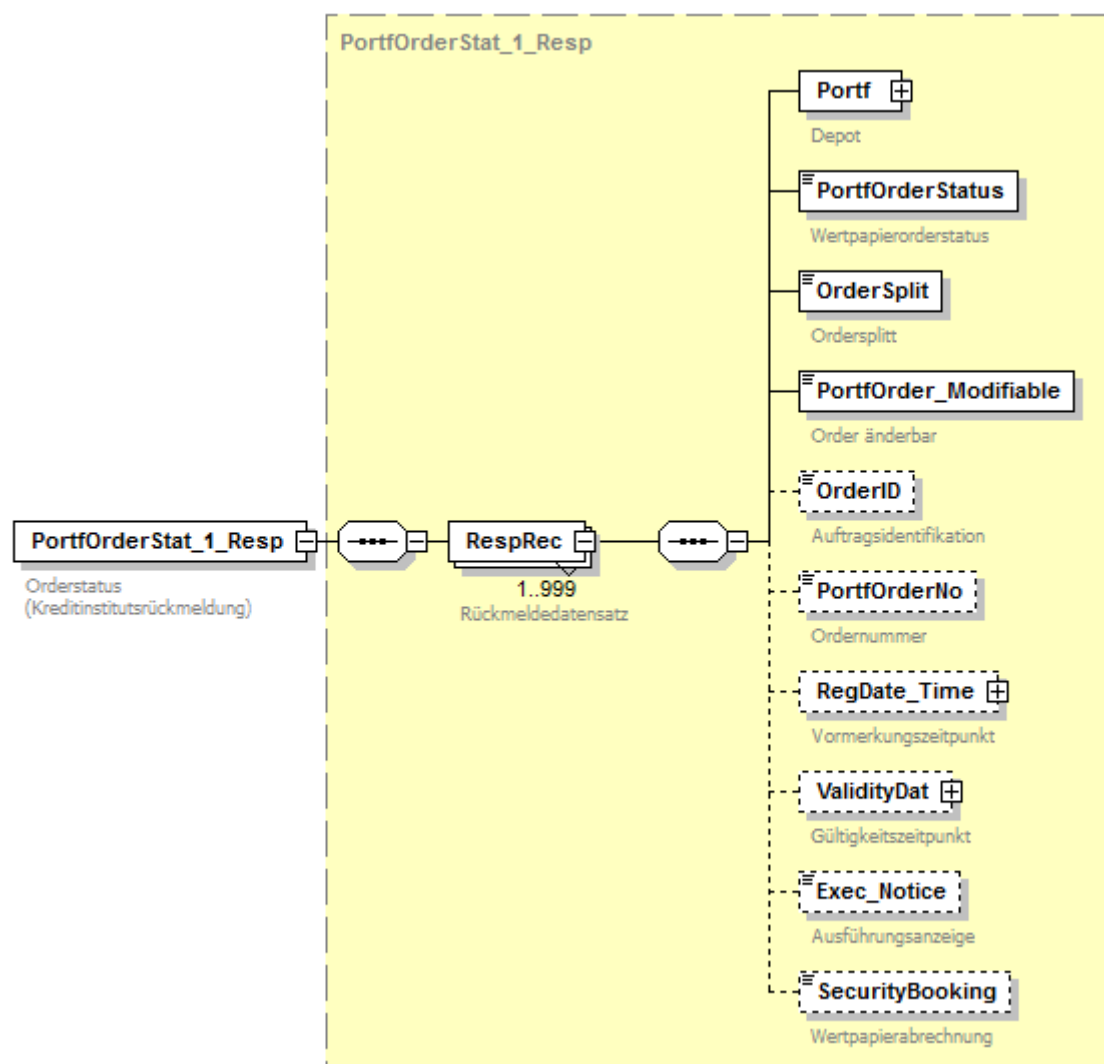 PortfOrderStat_1_Resp
Portf
Depot
PortfOrderStatus
Wertpapierorderstatus
OrderSplit
Ordersplitt
PortfOrder_Modifiable
Order änderbar
OrderID
Auftragsidentifikation
PortfOrderStat_1_Resp
Orderstatus
(Kreditinstitutsrückmeldung)
RespRec
1..999
Rückmeldedatensatz
PortfOrderNo
Ordernummer
RegDate_Time
Vormerkungszeitpunkt
ValidityDat
Gültigkeitszeitpunkt
Exec_Notice
Ausführungsanzeige
SecurityBooking
Wertpapierabrechnung